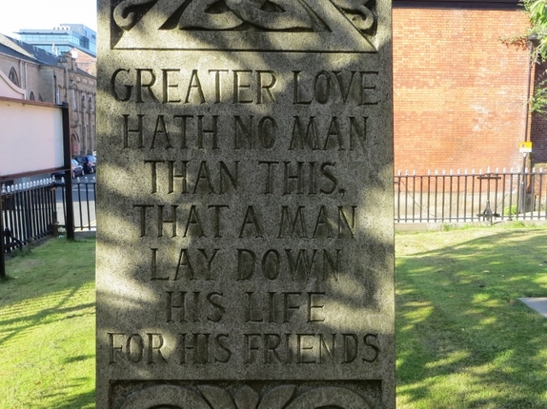 GREATER LOVE
HATH NO MAN
THAN THIS.
THAT A MAN
LAY DOWN
HIS LIFE
FOR HIS FRIENDS